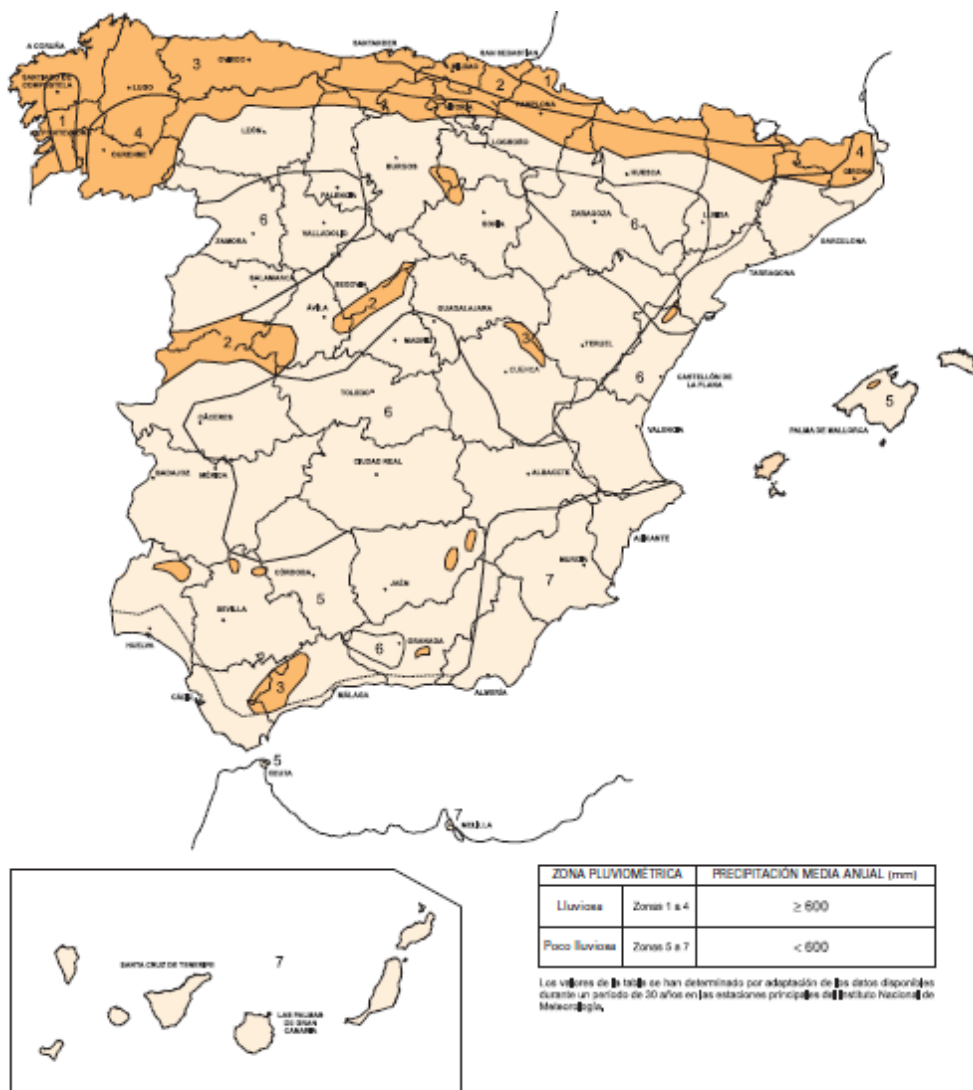 A CORUÑA
SANTANDER
SAN SEBASTIÁN
3
OVIEDO
BILBAO
2
SANTIAGO DE
COMPOSTELA
LUGO
VITORIA
PAMPLONA
1
4
4
4
OURENSE
GIRONA
LEÓN
LOGROÑO
BURGOS
HUESCA
PALENCIA
6
ZARAGOZA
6
LLEIDA
ZAMORA
VALLADOLID
SORIA
BARCELONA
5
TARRAGONA
SALAMANCA
SEGOVIA
2
ÁVILA
GUADALAJARA
2
MADRID
3
TERUEL
CUENCA
6
CASTELLÓN DE
LA PLANA
5
TOLEDO
6
CÁCERES
VALENCIA
PALMA DE MALLORCA
CIUDAD REAL
BADAJOZ
MÉRIDA
ALBACETE
ALICANTE
MURCIA
7
CÓRDOBA
JAÉN
5
SEVILLA
HUELVA
6
GRANADA
3
CÁDIZ
MÁLAGA
ALMERÍA
5
CEUTA
7
MELILLA
SANTA CRUZ DE TENERIFE
7
LAS PALMAS
DE GRAN
CANARIA
ZONA PLUVIOMÉTRICA PRECIPITACIÓN MEDIA ANUAL (mm)
Lluviosa Zonas 1 a 4 ≥ 600
Poco lluviosa Zonas 5 a 7 < 600
Los valores de la tabla se han determinado por adaptación de los datos disponibles
durante un período de 30 años en las estaciones principales del Instituto Nacional de
Meteorología.